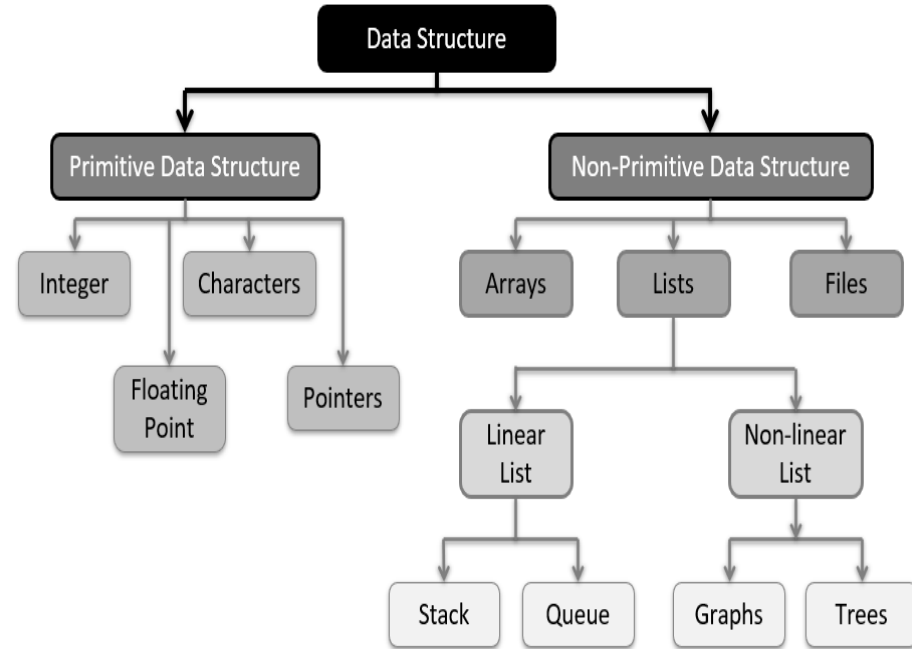 Data Structure
Primitive Data Structure
Non-Primitive Data Structure
Integer
Characters
Arrays
Lists
Files
Floating
Point
Pointers
Linear
List
Non-linear
List
Stack
Queue
Graphs
Trees